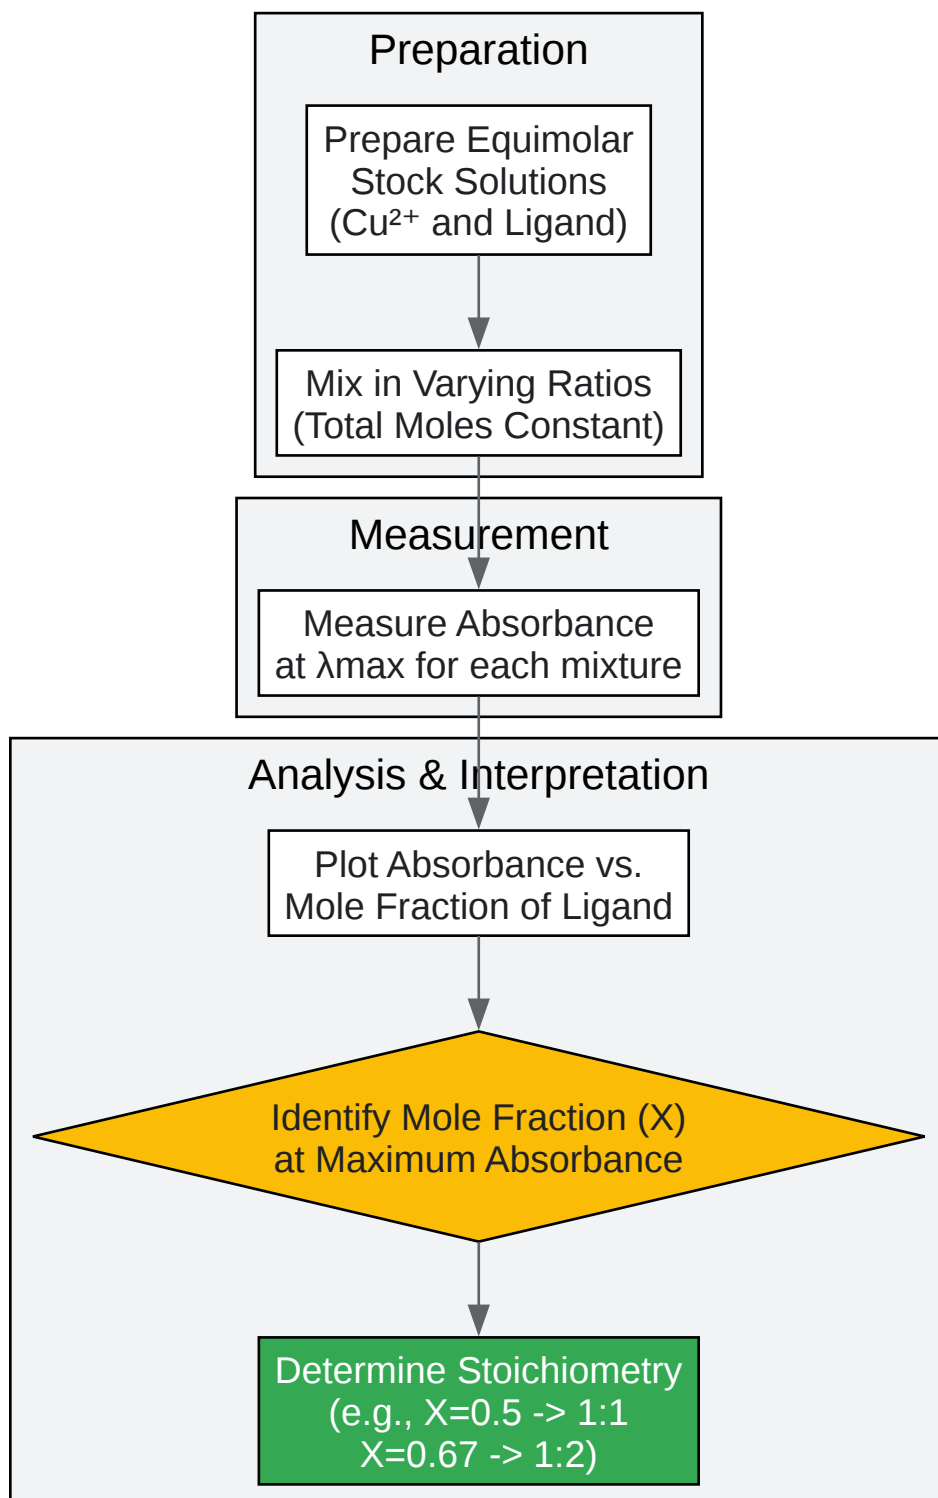 Preparation
Prepare Equimolar
Stock Solutions
(Cu²⁺ and Ligand)
Mix in Varying Ratios
(Total Moles Constant)
Measurement
Measure Absorbance
at λmax for each mixture
Analysis & Interpretation
Plot Absorbance vs.
Mole Fraction of Ligand
Identify Mole Fraction (X)
at Maximum Absorbance
Determine Stoichiometry
(e.g., X=0.5 -> 1:1
X=0.67 -> 1:2)